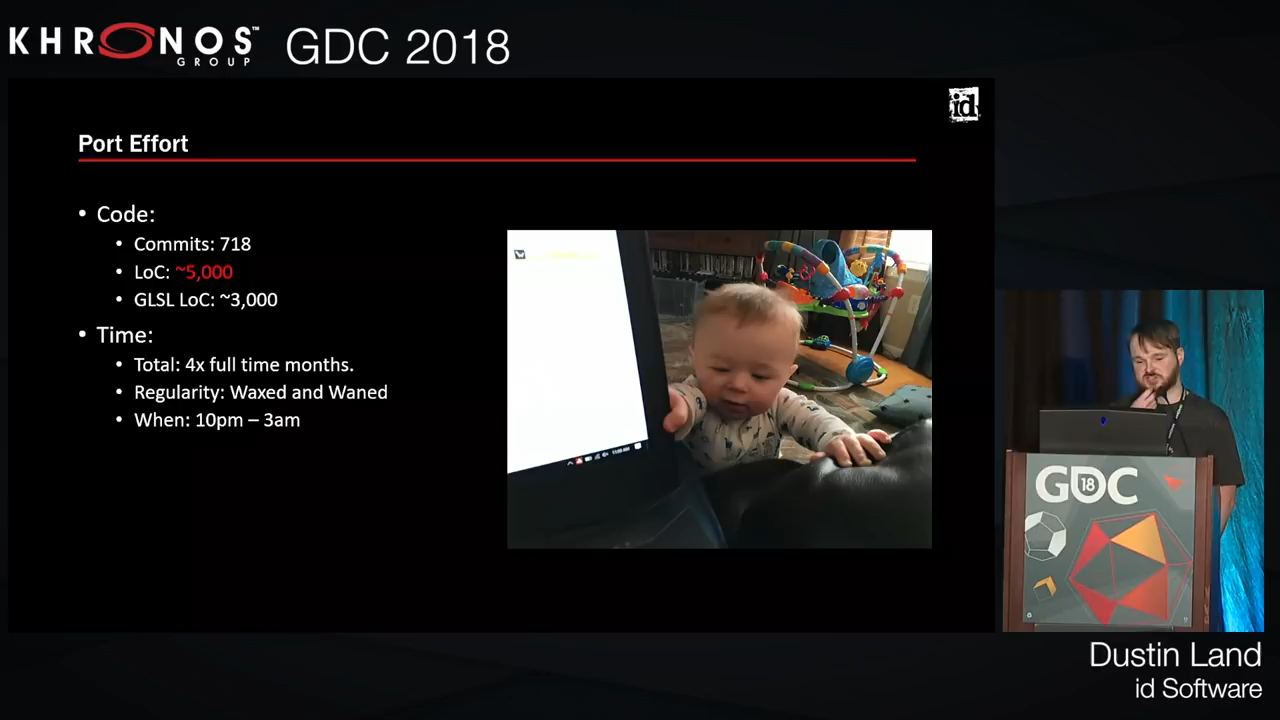 KHRONOS™
GROUP
GDC 2018
id
Port Effort
• Code:
• Commits: 718
• LoC: ~5,000
• GLSL LoC: ~3,000
• Time:
• Total: 4x full time months.
• Regularity: Waxed and Waned
• When: 10pm – 3am
GDC
18
Dustin Land
id Software